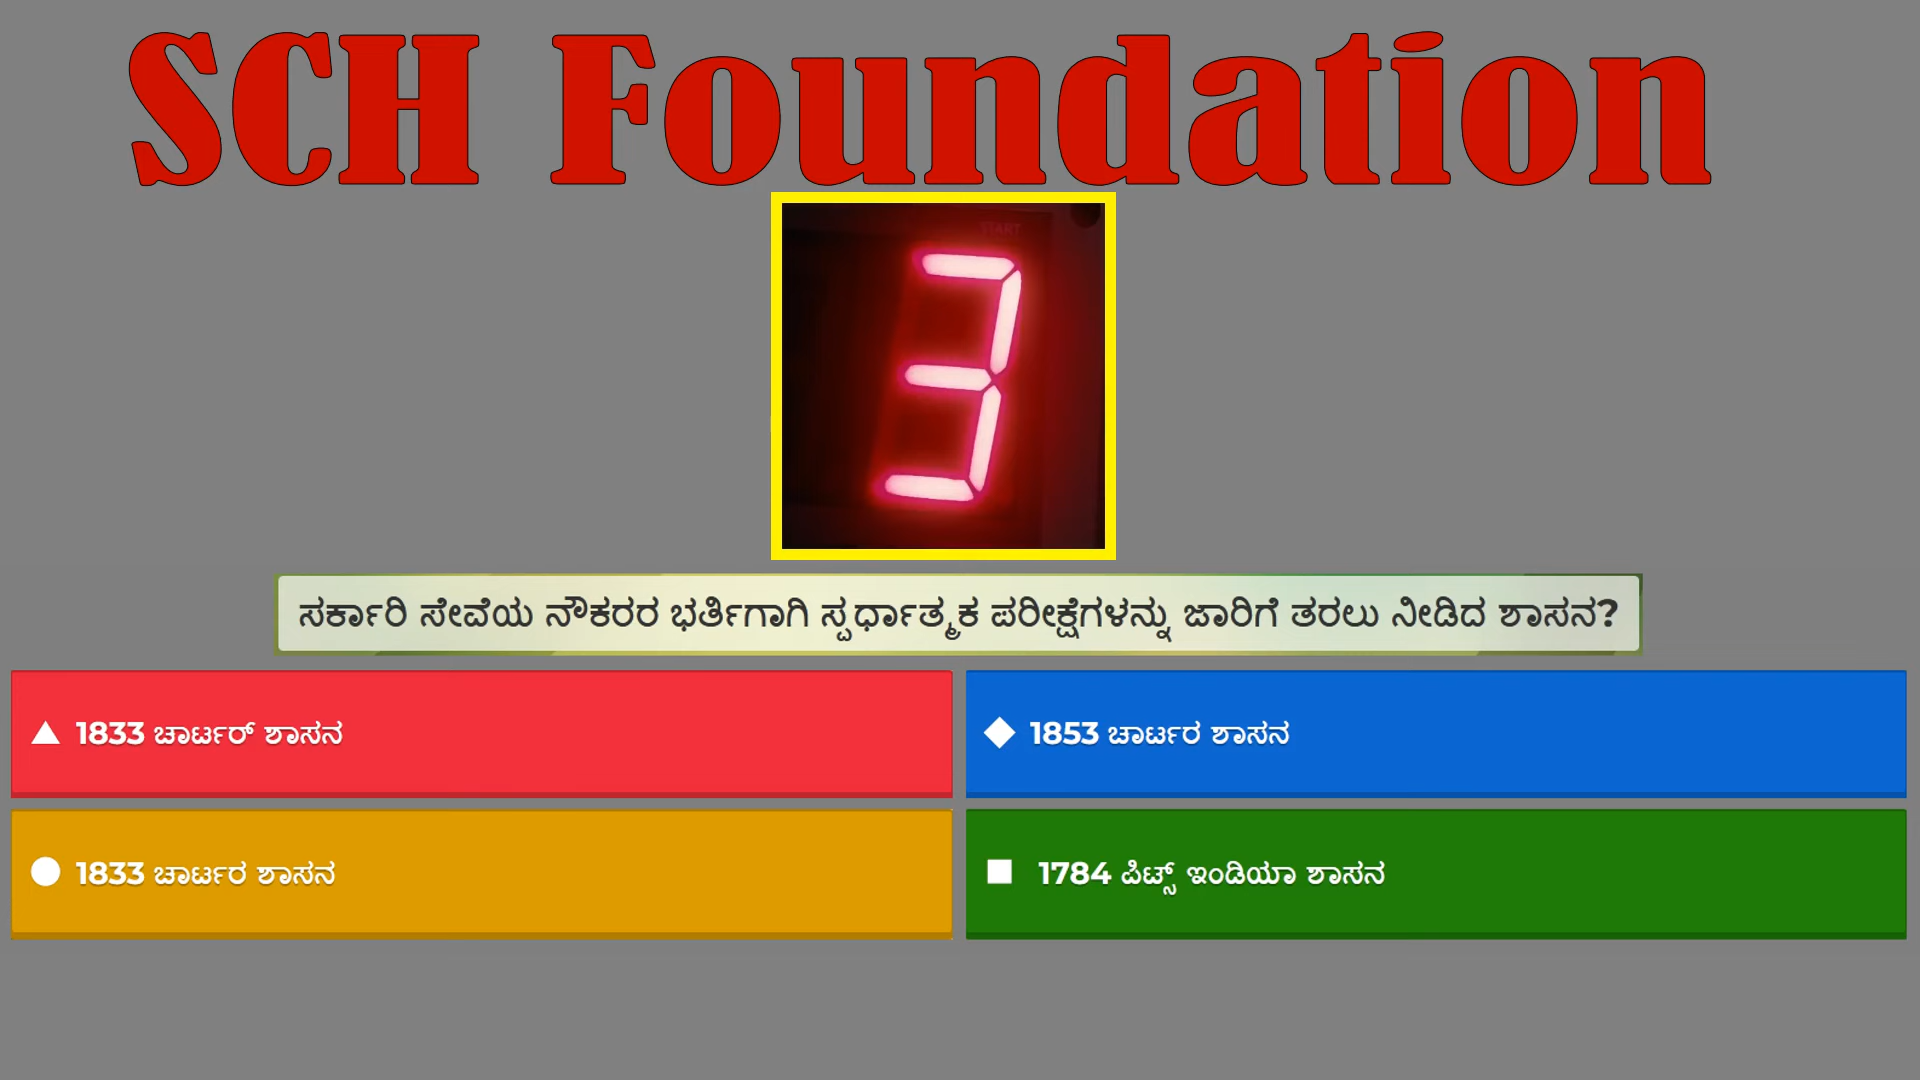 SCH Foundation
START
3
ಸರ್ಕಾರಿ ಸೇವೆಯ ನೌಕರರ ಭರ್ತಿಗಾಗಿ ಸ್ಪರ್ಧಾತ್ಮಕ ಪರೀಕ್ಷೆಗಳನ್ನು ಜಾರಿಗೆ ತರಲು ನೀಡಿದ ಶಾಸನ?
1833 ಚಾರ್ಟರ್ ಶಾಸನ
1853 ಚಾರ್ಟರ ಶಾಸನ
1833 ಚಾರ್ಟರ ಶಾಸನ
1784 ಪಿಟ್ಸ್ ಇಂಡಿಯಾ ಶಾಸನ